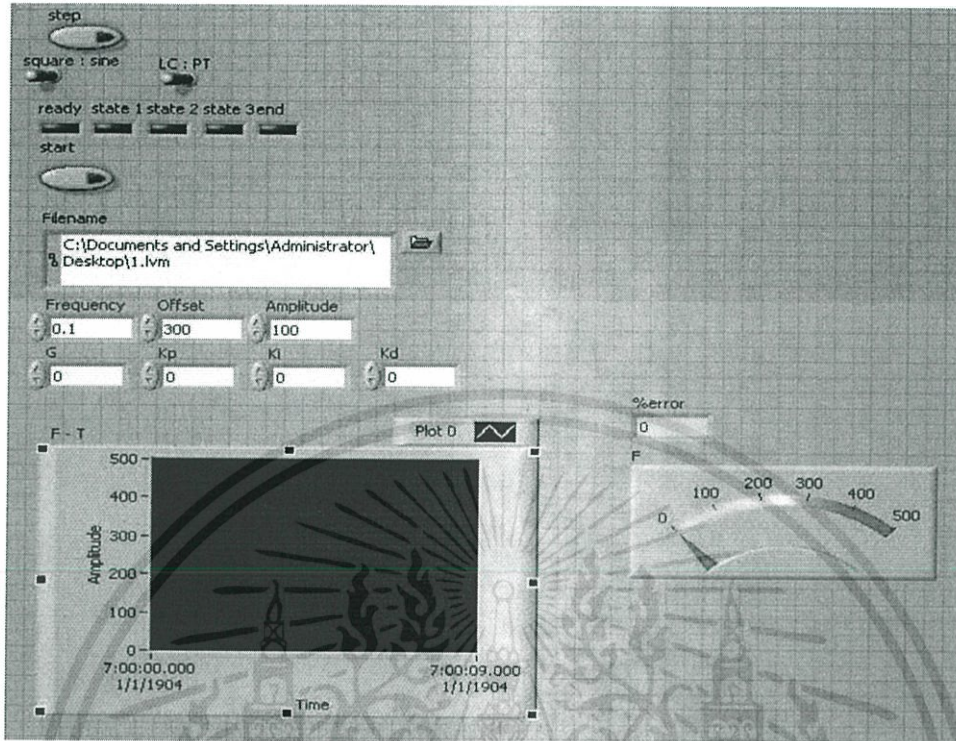 step
square : sine
LC : PT
ready state 1 state 2 state 3 end
start
Filename
C:\Documents and Settings\Administrator\
Desktop\1.lvm
Frequency Offset Amplitude
0.1 300 100
G Kp Ki Kd
0 0 0 0
%error
0
F - T
Plot 0
500
400
300
200
100
0
Amplitude
7:00:00.000 7:00:09.000
1/1/1904 1/1/1904
Time
F
0 100 200 300 400 500